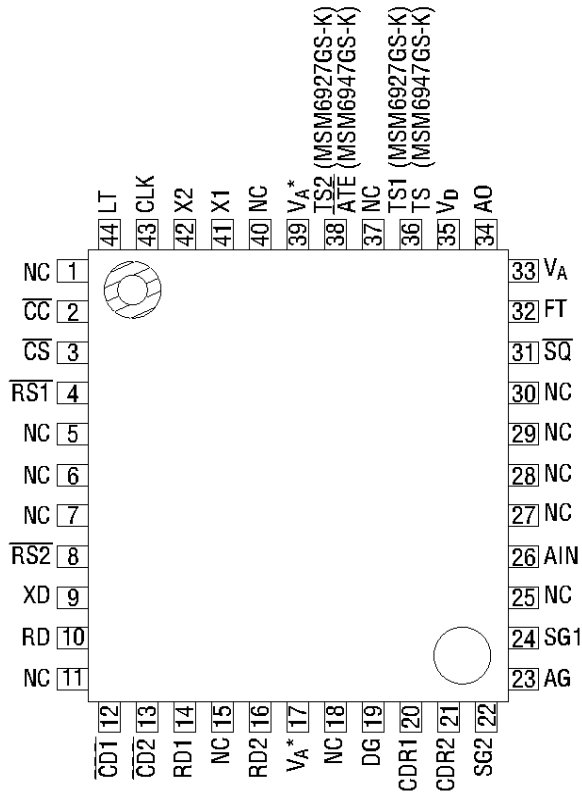 TS2 (MSM6927GS-K)
ATE (MSM6947GS-K)
TS1 (MSM6927GS-K)
TS (MSM6947GS-K)
LT CLK X2 X1 NC VA* NC VD AO
44 43 42 41 40 39 38 37 36 35 34
NC 1
CC 2
CS 3
RS1 4
NC 5
NC 6
NC 7
RS2 8
XD 9
RD 10
NC 11
33 VA
32 FT
31 SQ
30 NC
29 NC
28 NC
27 NC
26 AIN
25 NC
24 SG1
23 AG
12 13 14 15 16 17 18 19 20 21 22
CD1 CD2 RD1 NC RD2 VA* NC DG CDR1 CDR2 SG2